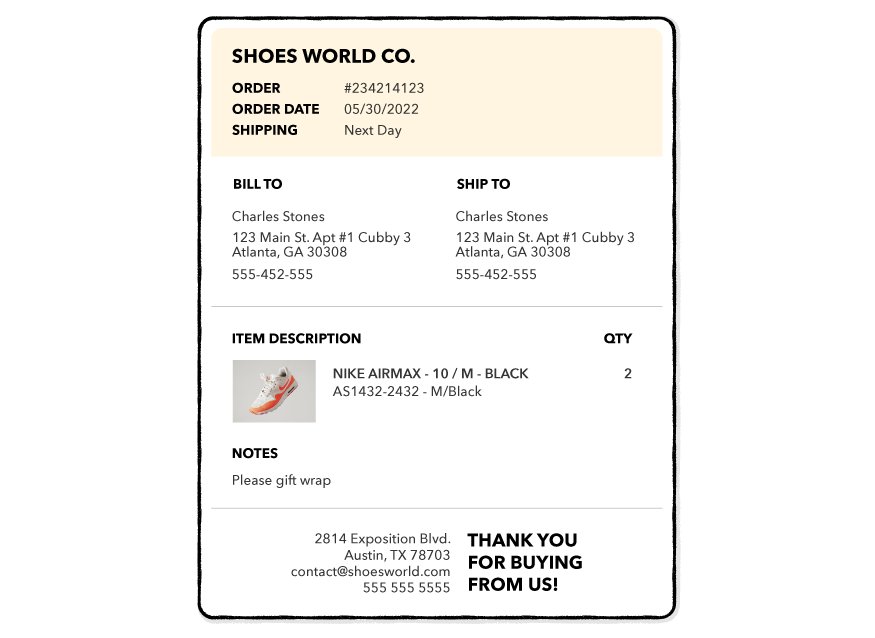 SHOES WORLD CO.
ORDER #234214123
ORDER DATE 05/30/2022
SHIPPING Next Day
BILL TO
Charles Stones
123 Main St. Apt #1 Cubby 3
Atlanta, GA 30308
555-452-555
SHIP TO
Charles Stones
123 Main St. Apt #1 Cubby 3
Atlanta, GA 30308
555-452-555
ITEM DESCRIPTION QTY
NIKE AIRMAX - 10 / M - BLACK 2
AS1432-2432 - M/Black
NOTES
Please gift wrap
2814 Exposition Blvd.
Austin, TX 78703
contact@shoesworld.com
555 555 5555
THANK YOU
FOR BUYING
FROM US!